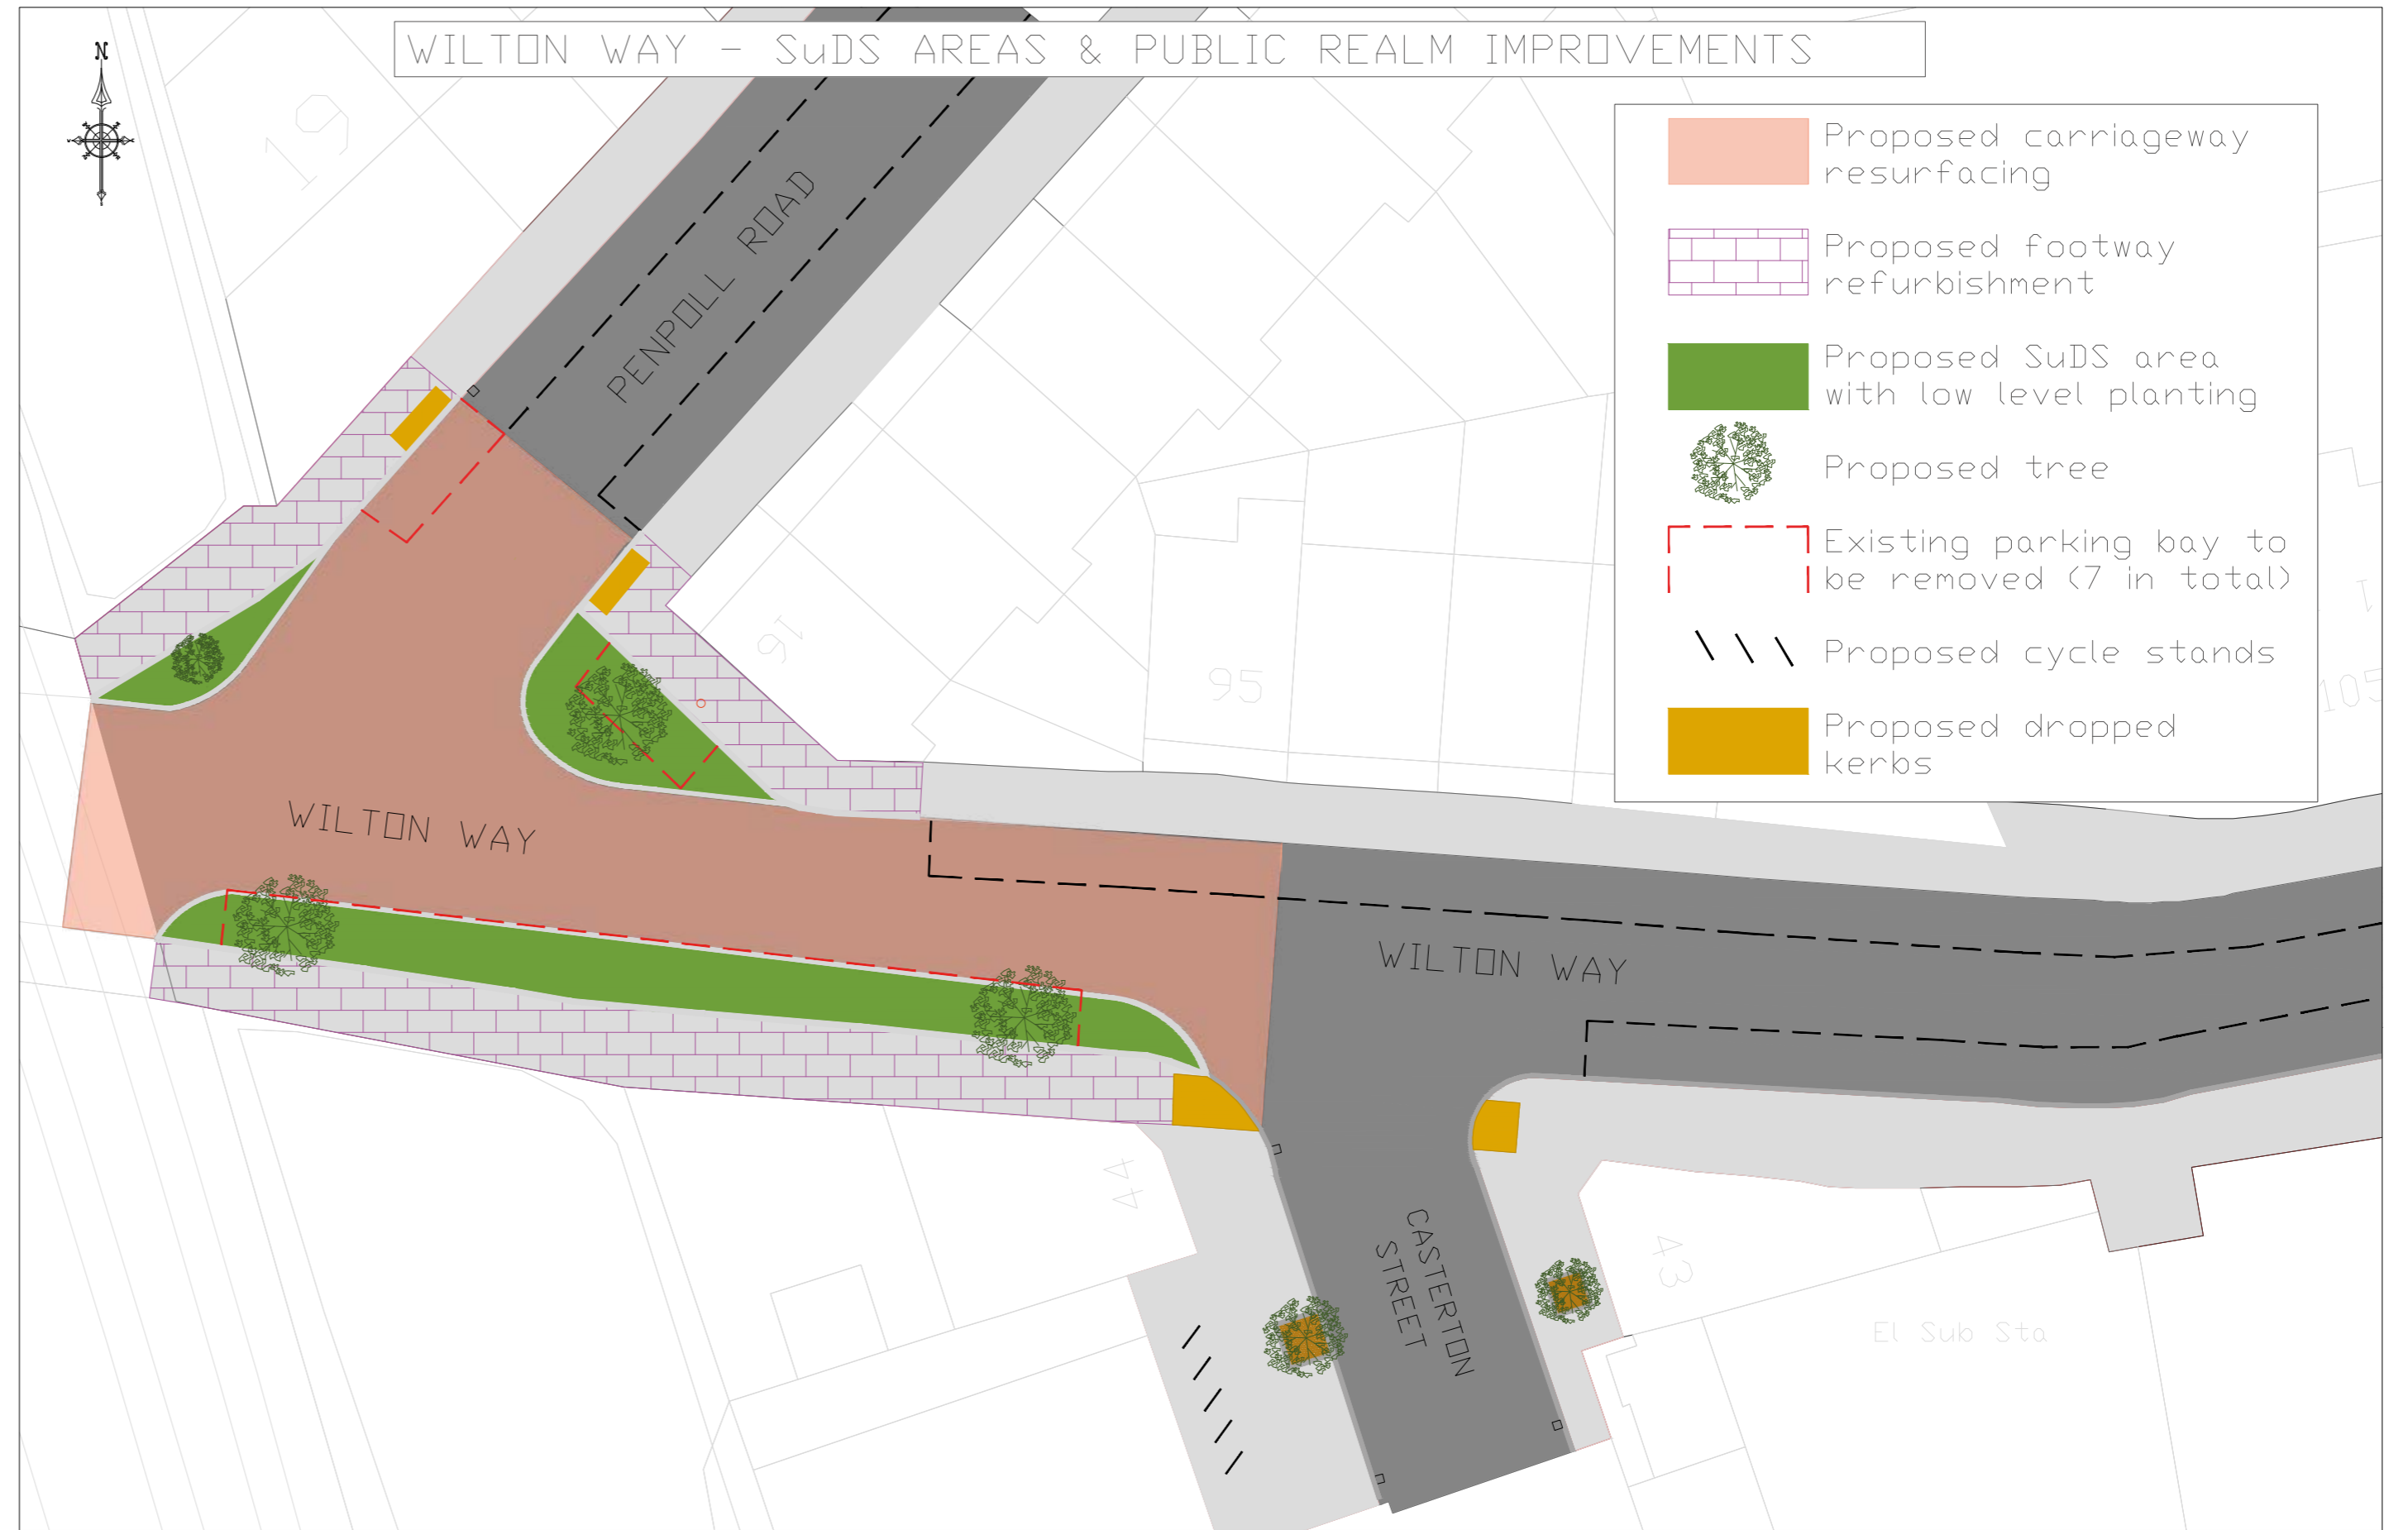 WILTON WAY - SuDS AREAS & PUBLIC REALM IMPROVEMENTS
N
19
PENPOLL ROAD
Proposed carriageway
resurfacing
Proposed footway
refurbishment
Proposed SuDS area
with low level planting
Proposed tree
Existing parking bay to
be removed (7 in total)
Proposed cycle stands
Proposed dropped
kerbs
91
95
1
105
WILTON WAY
WILTON WAY
44
CASTERTON
STREET
43
El Sub Sta